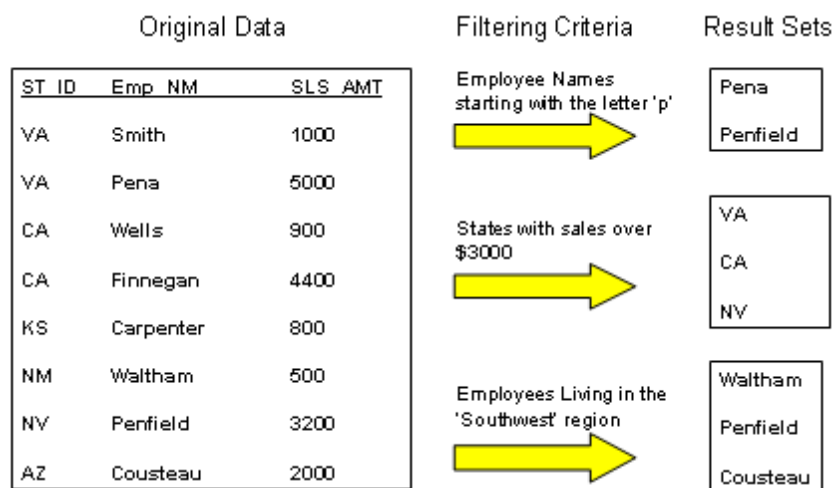 Original Data Filtering Criteria Result Sets
ST_ID Emp_NM SLS_AMT
VA Smith 1000
VA Pena 5000
CA Wells 900
CA Finnegan 4400
KS Carpenter 800
NM Waltham 500
NV Penfield 3200
AZ Cousteau 2000
Employee Names
starting with the letter 'p'
Pena
Penfield
States with sales over
$3000
VA
CA
NV
Employees Living in the
'Southwest' region
Waltham
Penfield
Cousteau